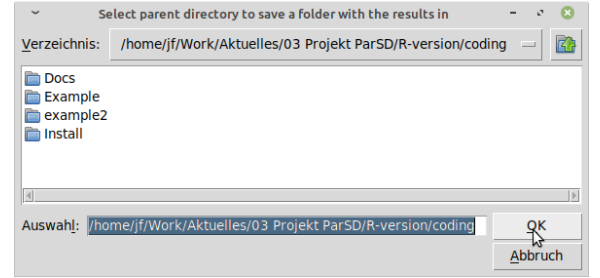 Select parent directory to save a folder with the results in
Verzeichnis: /home/jf/Work/Aktuelles/03 Projekt ParSD/R-version/coding
Docs
Example
example2
Install
Auswahl: /home/jf/Work/Aktuelles/03 Projekt ParSD/R-version/coding OK
Abbruch